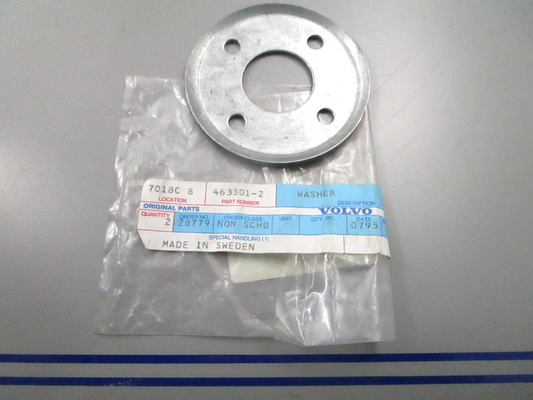 7018C 8 463301-2 WASHER
LOCATION PART NUMBER DESCRIPTION
ORIGINAL PARTS VOLVO
QUANTITY ORDER NO. ORDER CLASS UNIT QTY PK. DATE
2 28779 NON SCHD 0795
SPECIAL HANDLING (1)
MADE IN SWEDEN